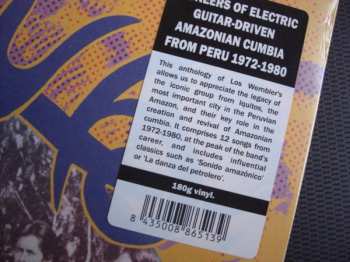 NEERS OF ELECTRIC
GUITAR-DRIVEN
AMAZONIAN CUMBIA
FROM PERU 1972-1980
This anthology of Los Wembler's
allows us to appreciate the legacy of
the iconic group from Iquitos, the
most important city in the Peruvian
Amazon, and their key role in the
creation and revival of Amazonian
cumbia. It comprises 12 songs from
1972-1980, at the peak of the band's
career, and includes influential
classics such as 'Sonido amazónico'
or 'La danza del petrolero'.
180g vinyl.
8 435008 865139